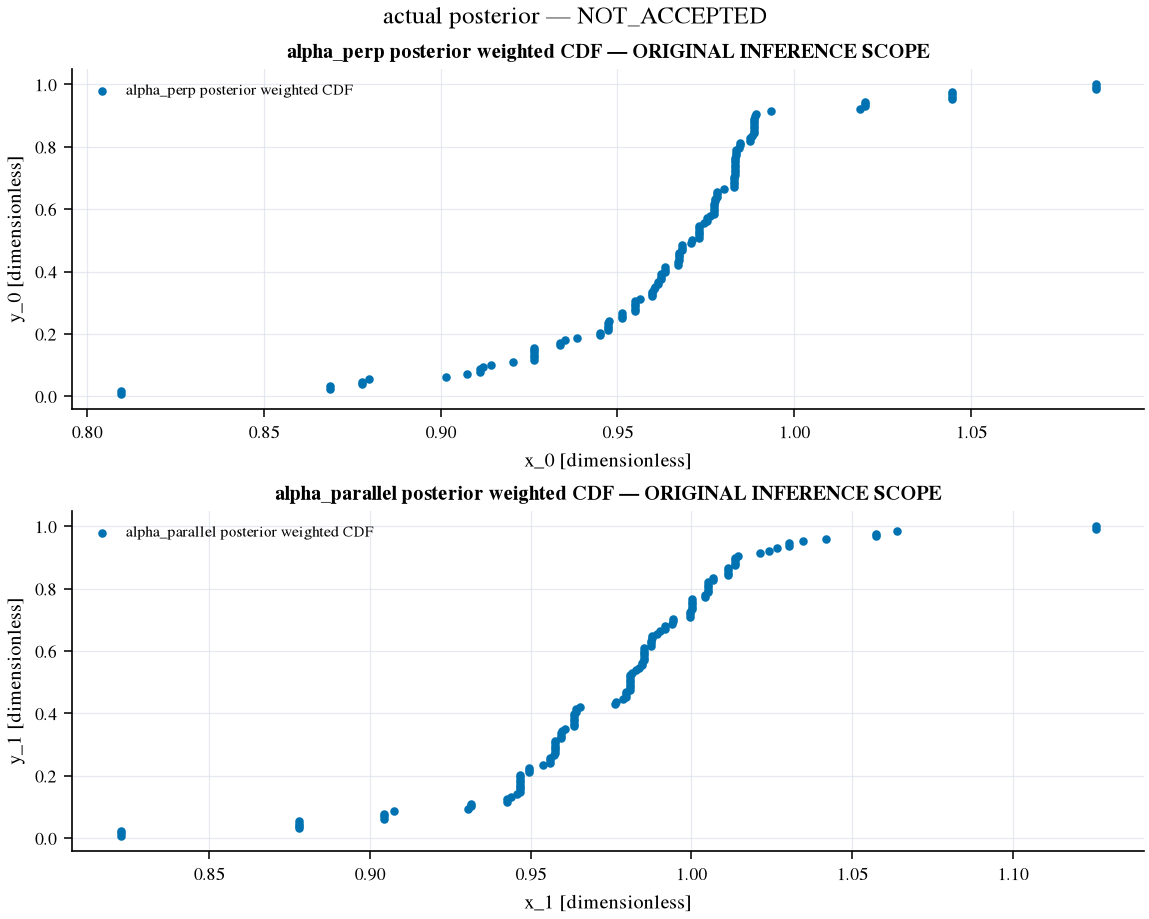 actual posterior — NOT_ACCEPTED
alpha_perp posterior weighted CDF — ORIGINAL INFERENCE SCOPE
alpha_perp posterior weighted CDF
1.0
0.8
0.6
0.4
0.2
0.0
y_0 [dimensionless]
0.80 0.85 0.90 0.95 1.00 1.05
x_0 [dimensionless]
alpha_parallel posterior weighted CDF — ORIGINAL INFERENCE SCOPE
alpha_parallel posterior weighted CDF
1.0
0.8
0.6
0.4
0.2
0.0
y_1 [dimensionless]
0.85 0.90 0.95 1.00 1.05 1.10
x_1 [dimensionless]